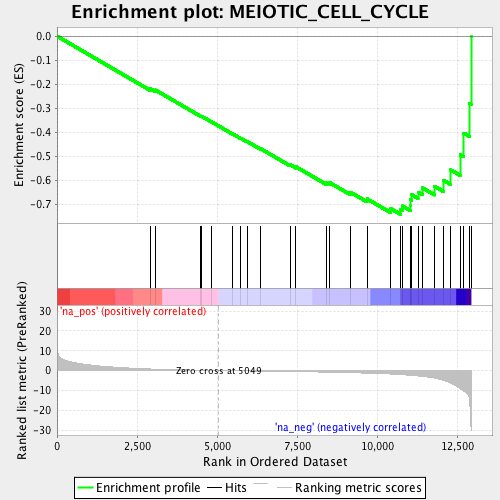 Enrichment plot: MEIOTIC_CELL_CYCLE
Enrichment score (ES)
0.0
-0.1
-0.2
-0.3
-0.4
-0.5
-0.6
-0.7
'na_pos' (positively correlated)
Ranked list metric (PreRanked)
30
20
10
0
-10
-20
-30
Zero cross at 5049
'na_neg' (negatively correlated)
0
2,500
5,000
7,500
10,000
12,500
Rank in Ordered Dataset
Enrichment profile
Hits
Ranking metric scores